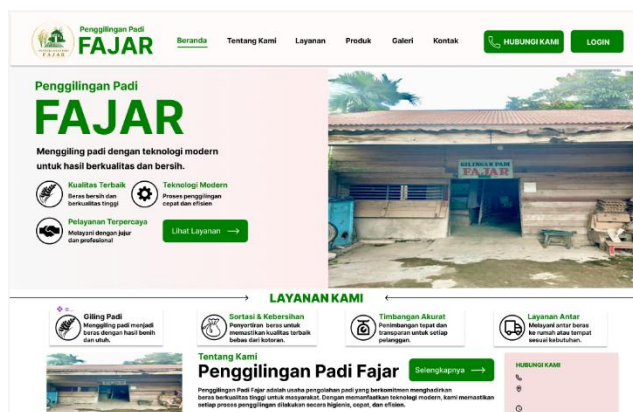 Penggilingan Padi
FAJAR
FAJAR
Beranda
Tentang Kami
Layanan
Produk
Galeri
Kontak
HUBUNGI KAMI
LOGIN
Penggilingan Padi
FAJAR
Menggiling padi dengan teknologi modern
untuk hasil berkualitas dan bersih.
Kualitas Terbaik
Beras bersih dan
berkualitas tinggi
Teknologi Modern
Proses penggilingan
cepat dan efisien
Pelayanan Terpercaya
Melayani dengan jujur
dan profesional
Lihat Layanan
GILINGAN PADI
FAJAR
LAYANAN KAMI
Giling Padi
Menggiling padi menjadi
beras dengan hasil bersih
dan utuh.
Sortasi & Kebersihan
Penyortiran beras untuk
memastikan kualitas terbaik
bebas dari kotoran.
Timbangan Akurat
Penimbangan tepat dan
transparan untuk setiap
pelanggan.
Layanan Antar
Melayani antar beras
ke rumah atau tempat
sesuai kebutuhan.
Tentang Kami
Penggilingan Padi Fajar
Selengkapnya
Penggilingan Padi Fajar adalah usaha pengolahan padi yang berkomitmen menghadirkan
beras berkualitas tinggi untuk masyarakat. Dengan memanfaatkan teknologi modern, kami memastikan
setiap proses penggilingan dilakukan secara higienis, cepat, dan efisien.
HUBUNGI KAMI